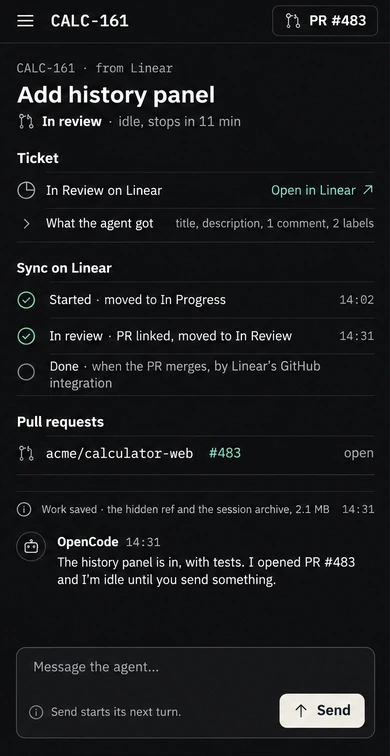 CALC-161
PR #483
CALC-161 · from Linear
Add history panel
In review · idle, stops in 11 min
Ticket
In Review on Linear
Open in Linear ↗
What the agent got
title, description, 1 comment, 2 labels
Sync on Linear
Started · moved to In Progress
14:02
In review · PR linked, moved to In Review
14:31
Done · when the PR merges, by Linear's GitHub
integration
Pull requests
acme/calculator-web #483
open
Work saved · the hidden ref and the session archive, 2.1 MB
14:31
OpenCode 14:31
The history panel is in, with tests. I opened PR #483
and I'm idle until you send something.
Message the agent...
Send starts its next turn.
Send